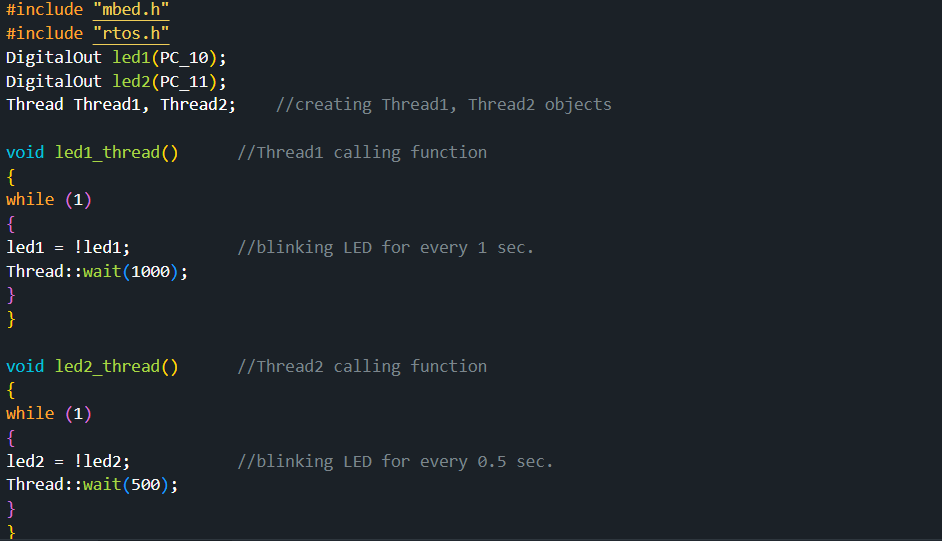 #include "mbed.h"
#include "rtos.h"
DigitalOut led1(PC_10);
DigitalOut led2(PC_11);
Thread Thread1, Thread2;    //creating Thread1, Thread2 objects
void led1_thread()      //Thread1 calling function
{
while (1)
{
led1 = !led1;           //blinking LED for every 1 sec.
Thread::wait(1000);
}
}
void led2_thread()      //Thread2 calling function
{
while (1)
{
led2 = !led2;           //blinking LED for every 0.5 sec.
Thread::wait(500);
}
}